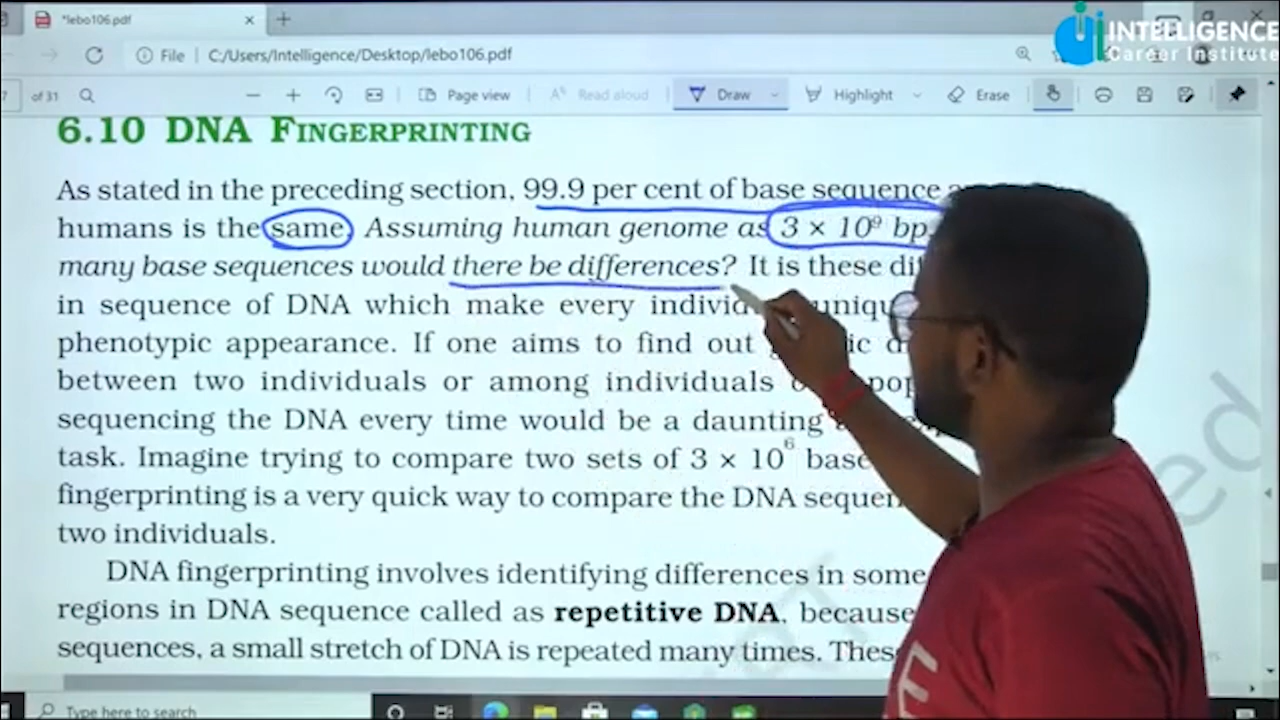 *lebo106.pdf
INTELLIGENCE
Career Institute
File C:/Users/Intelligence/Desktop/lebo106.pdf
7 of 31 Page view Read aloud Draw Highlight Erase
6.10 DNA FINGERPRINTING
As stated in the preceding section, 99.9 per cent of base sequence
humans is the same. Assuming human genome as 3 × 10⁹ bp,
many base sequences would there be differences? It is these
in sequence of DNA which make every
phenotypic appearance. If one aims to find out
between two individuals or among individuals
sequencing the DNA every time would be a daunting
task. Imagine trying to compare two sets of 3 × 10⁶ base
fingerprinting is a very quick way to compare the DNA
two individuals.
DNA fingerprinting involves identifying differences in some
regions in DNA sequence called as repetitive DNA, because
sequences, a small stretch of DNA is repeated many times. These
Type here to search